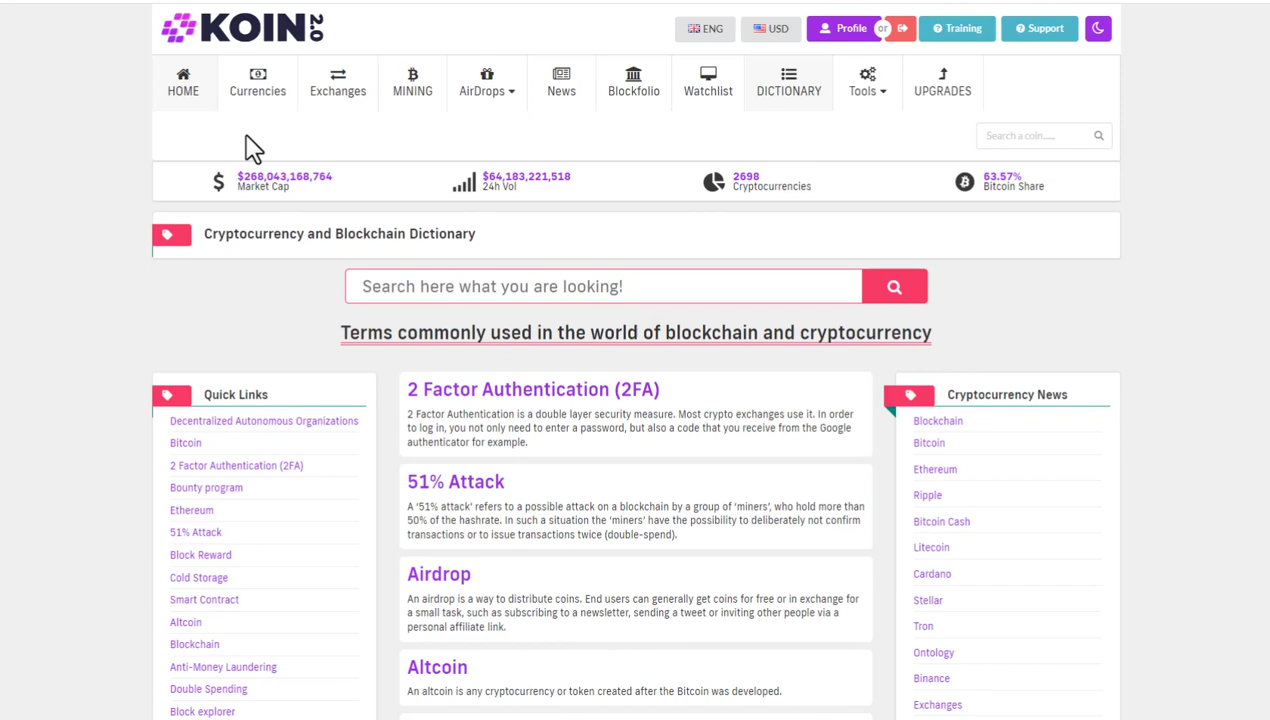 KOIN 2.0
ENG
USD
Profile or
Training
Support
HOME
Currencies
Exchanges
MINING
AirDrops
News
Blockfolio
Watchlist
DICTIONARY
Tools
UPGRADES
Search a coin.....
$268,043,168,764
Market Cap
$64,183,221,518
24h Vol
2698
Cryptocurrencies
63.57%
Bitcoin Share
Cryptocurrency and Blockchain Dictionary
Search here what you are looking!
Terms commonly used in the world of blockchain and cryptocurrency
Quick Links
Decentralized Autonomous Organizations
Bitcoin
2 Factor Authentication (2FA)
Bounty program
Ethereum
51% Attack
Block Reward
Cold Storage
Smart Contract
Altcoin
Blockchain
Anti-Money Laundering
Double Spending
Block explorer
2 Factor Authentication (2FA)
2 Factor Authentication is a double layer security measure. Most crypto exchanges use it. In order
to log in, you not only need to enter a password, but also a code that you receive from the Google
authenticator for example.
51% Attack
A ‘51% attack’ refers to a possible attack on a blockchain by a group of ‘miners’, who hold more than
50% of the hashrate. In such a situation the ‘miners’ have the possibility to deliberately not confirm
transactions or to issue transactions twice (double-spend).
Airdrop
An airdrop is a way to distribute coins. End users can generally get coins for free or in exchange for
a small task, such as subscribing to a newsletter, sending a tweet or inviting other people via a
personal affiliate link.
Altcoin
An altcoin is any cryptocurrency or token created after the Bitcoin was developed.
Cryptocurrency News
Blockchain
Bitcoin
Ethereum
Ripple
Bitcoin Cash
Litecoin
Cardano
Stellar
Tron
Ontology
Binance
Exchanges